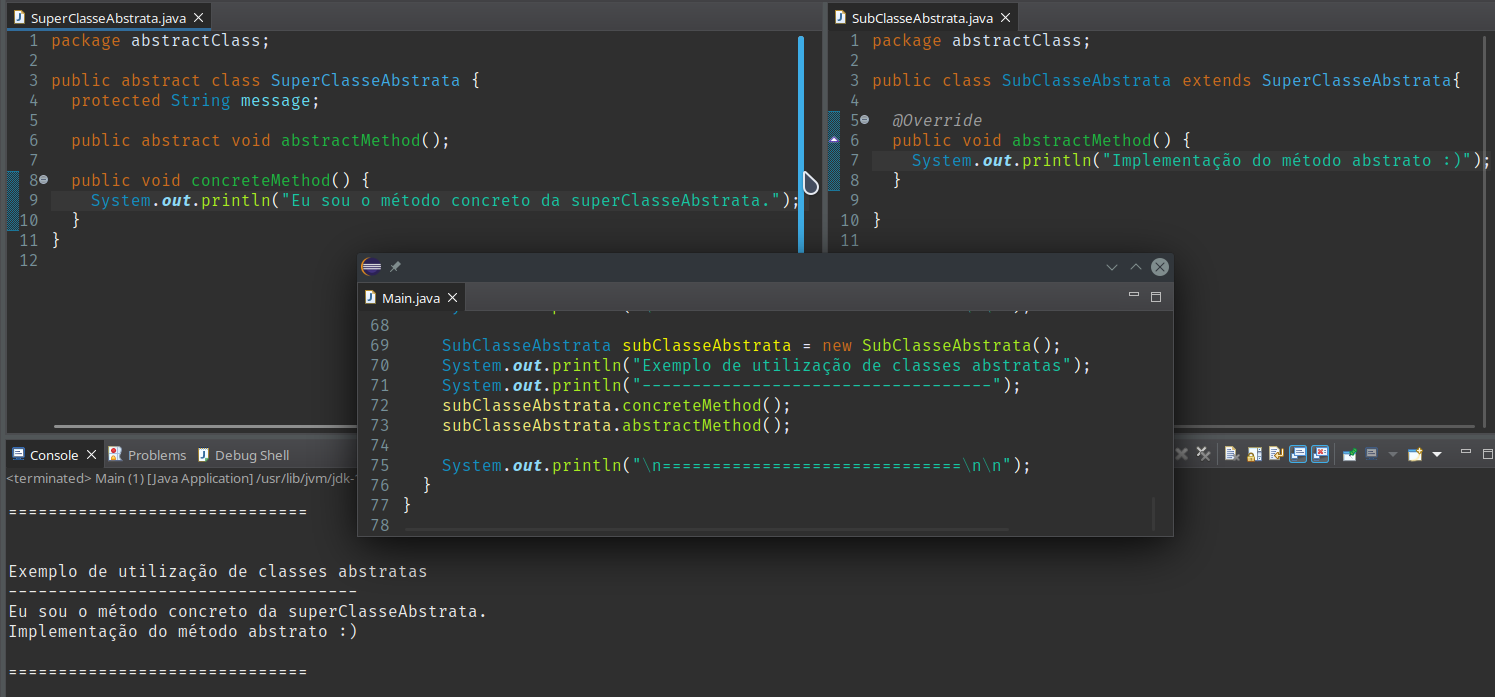 SuperClasseAbstrata.java
1 package abstractClass;
2
3 public abstract class SuperClasseAbstrata {
4 protected String message;
5
6 public abstract void abstractMethod();
7
8 public void concreteMethod() {
9 System.out.println("Eu sou o método concreto da superClasseAbstrata.");
10 }
11 }
12
SubClasseAbstrata.java
1 package abstractClass;
2
3 public class SubClasseAbstrata extends SuperClasseAbstrata{
4
5 @Override
6 public void abstractMethod() {
7 System.out.println("Implementação do método abstrato :)");
8 }
9
10 }
11
Main.java
68
69 SubClasseAbstrata subClasseAbstrata = new SubClasseAbstrata();
70 System.out.println("Exemplo de utilização de classes abstratas");
71 System.out.println("-----------------------------------");
72 subClasseAbstrata.concreteMethod();
73 subClasseAbstrata.abstractMethod();
74
75 System.out.println("\n==============================\n\n");
76 }
77 }
78
Console Problems Debug Shell
<terminated> Main (1) [Java Application] /usr/lib/jvm/jdk-
==============================
Exemplo de utilização de classes abstratas
-----------------------------------
Eu sou o método concreto da superClasseAbstrata.
Implementação do método abstrato :)
==============================